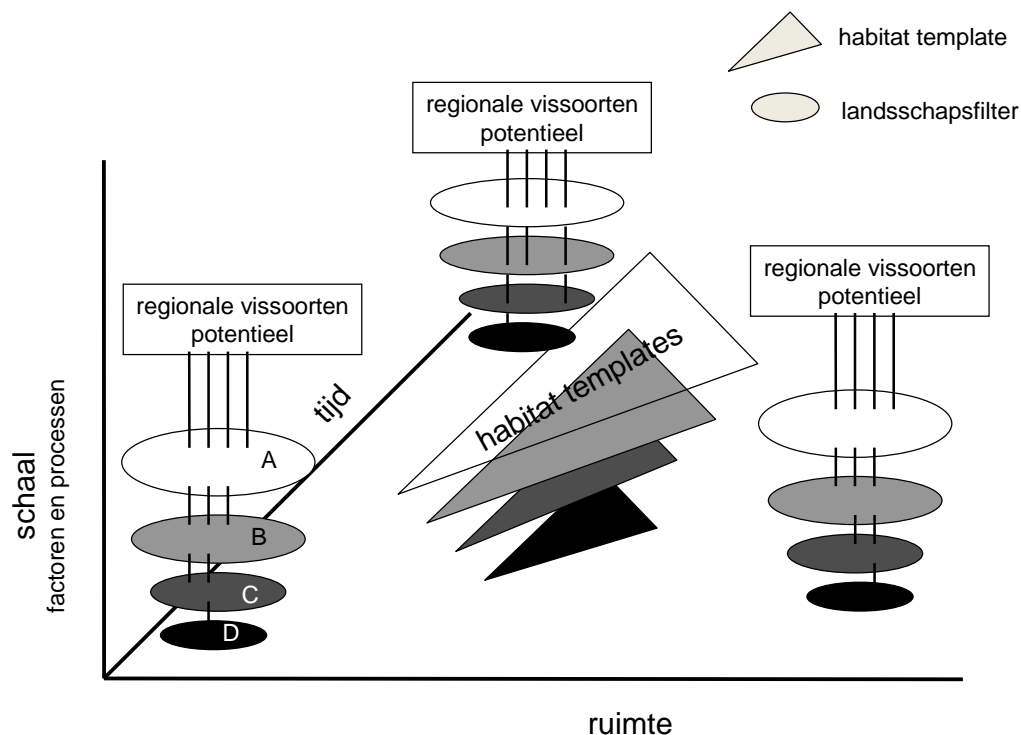 habitat template
landsschapsfilter
regionale vissoorten
potentieel
regionale vissoorten
potentieel
regionale vissoorten
potentieel
tijd
habitat templates
schaal
factoren en processen
A
B
C
D
ruimte